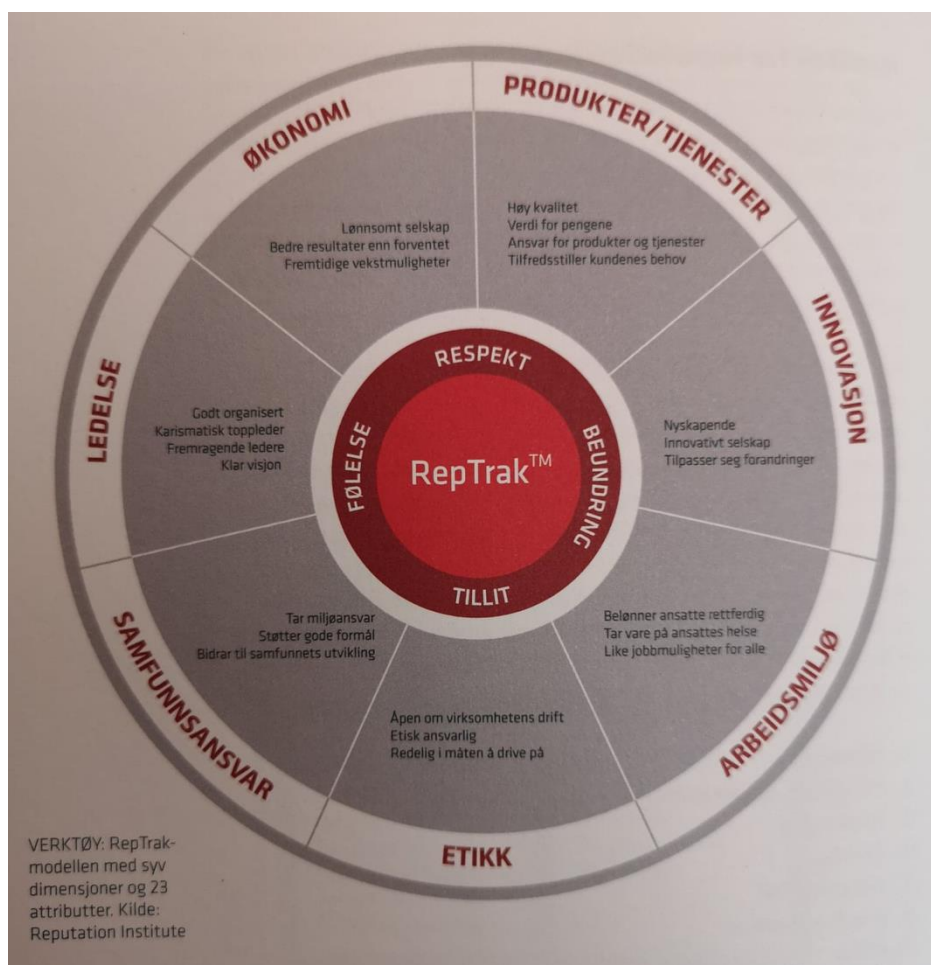 ØKONOMI
Lønnsomt selskap
Bedre resultater enn forventet
Fremtidige vekstmuligheter
PRODUKTER/TJENESTER
Høy kvalitet
Verdi for pengene
Ansvar for produkter og tjenester
Tilfredsstiller kundenes behov
INNOVASJON
Nyskapende
Innovativt selskap
Tilpasser seg forandringer
ARBEIDSMILJØ
Belønner ansatte rettferdig
Tar vare på ansattes helse
Like jobbmuligheter for alle
ETIKK
Åpen om virksomhetens drift
Etisk ansvarlig
Redelig i måten å drive på
SAMFUNNSANSVAR
Tar miljøansvar
Støtter gode formål
Bidrar til samfunnets utvikling
LEDELSE
Godt organisert
Karismatisk toppleder
Fremragende ledere
Klar visjon
RESPEKT
BEUNDRING
TILLIT
FØLELSE
RepTrak™
VERKTØY: RepTrak-
modellen med syv
dimensjoner og 23
attributter. Kilde:
Reputation Institute